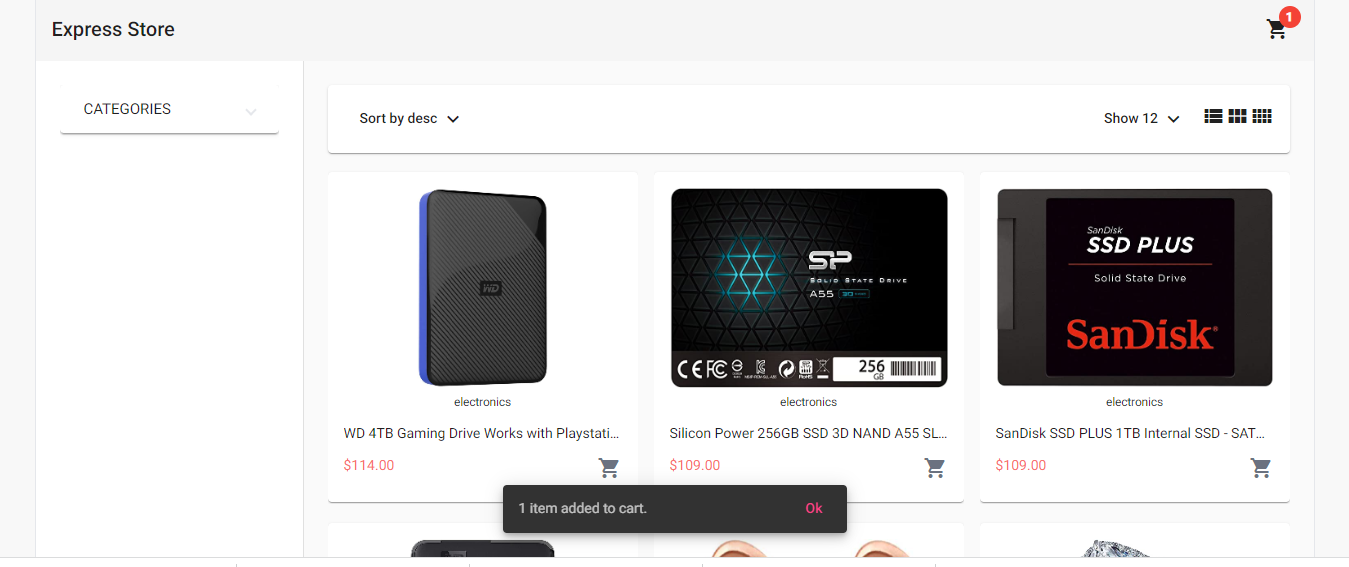 Express Store
1
CATEGORIES
Sort by desc
Show 12
WD
SP
SOLID STATE DRIVE
A55
256
GB
SanDisk
SSD PLUS
Solid State Drive
SanDisk
electronics
electronics
electronics
WD 4TB Gaming Drive Works with Playstati...
Silicon Power 256GB SSD 3D NAND A55 SL...
SanDisk SSD PLUS 1TB Internal SSD - SAT...
$114.00
$109.00
$109.00
1 item added to cart.
Ok